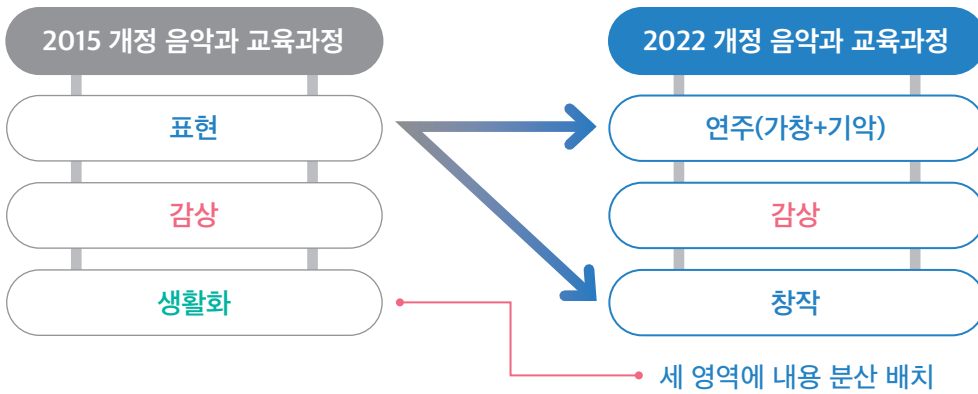 2015 개정 음악과 교육과정
표현
감상
생활화
2022 개정 음악과 교육과정
연주(가창+기악)
감상
창작
세 영역에 내용 분산 배치